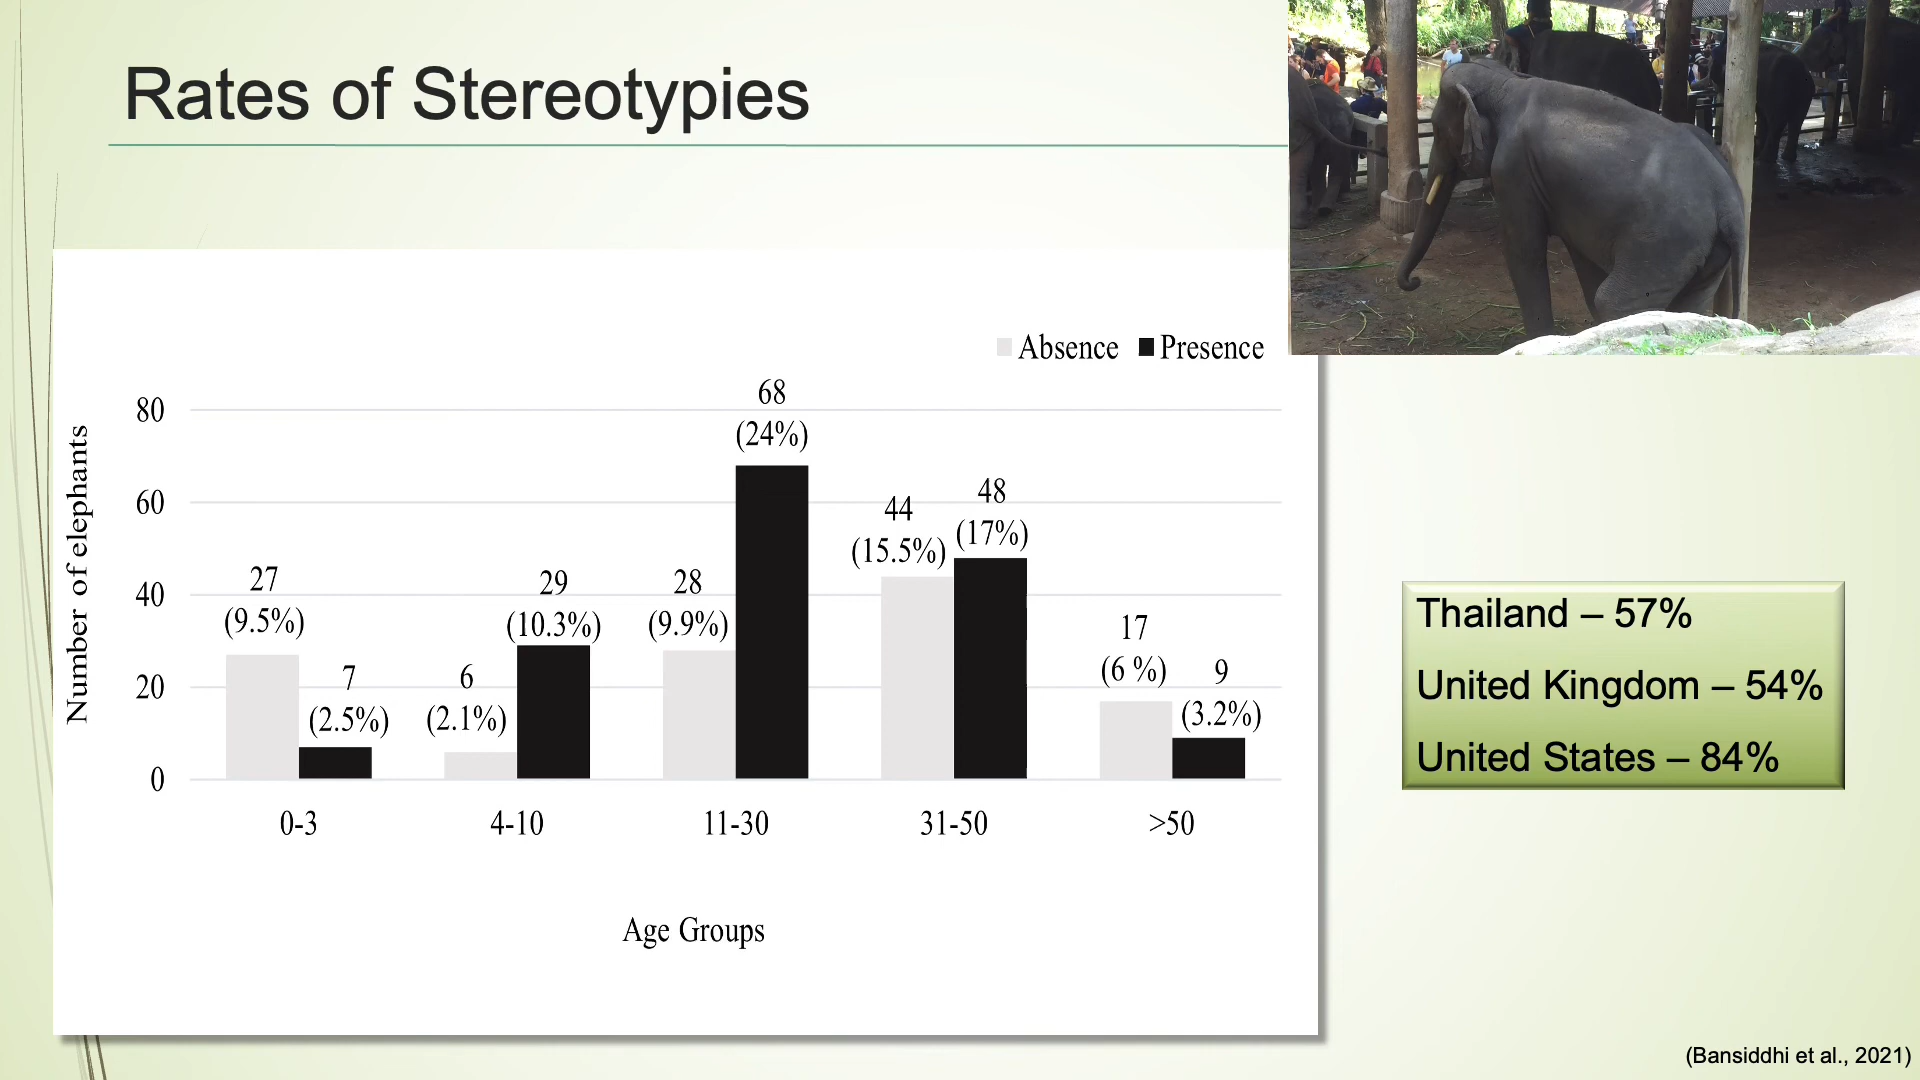 Rates of Stereotypies
Absence Presence
Number of elephants
80
60
40
20
0
27
(9.5%)
7
(2.5%)
6
(2.1%)
29
(10.3%)
28
(9.9%)
68
(24%)
44
(15.5%)
48
(17%)
17
(6 %)
9
(3.2%)
0-3 4-10 11-30 31-50 >50
Age Groups
Thailand – 57%
United Kingdom – 54%
United States – 84%
(Bansiddhi et al., 2021)